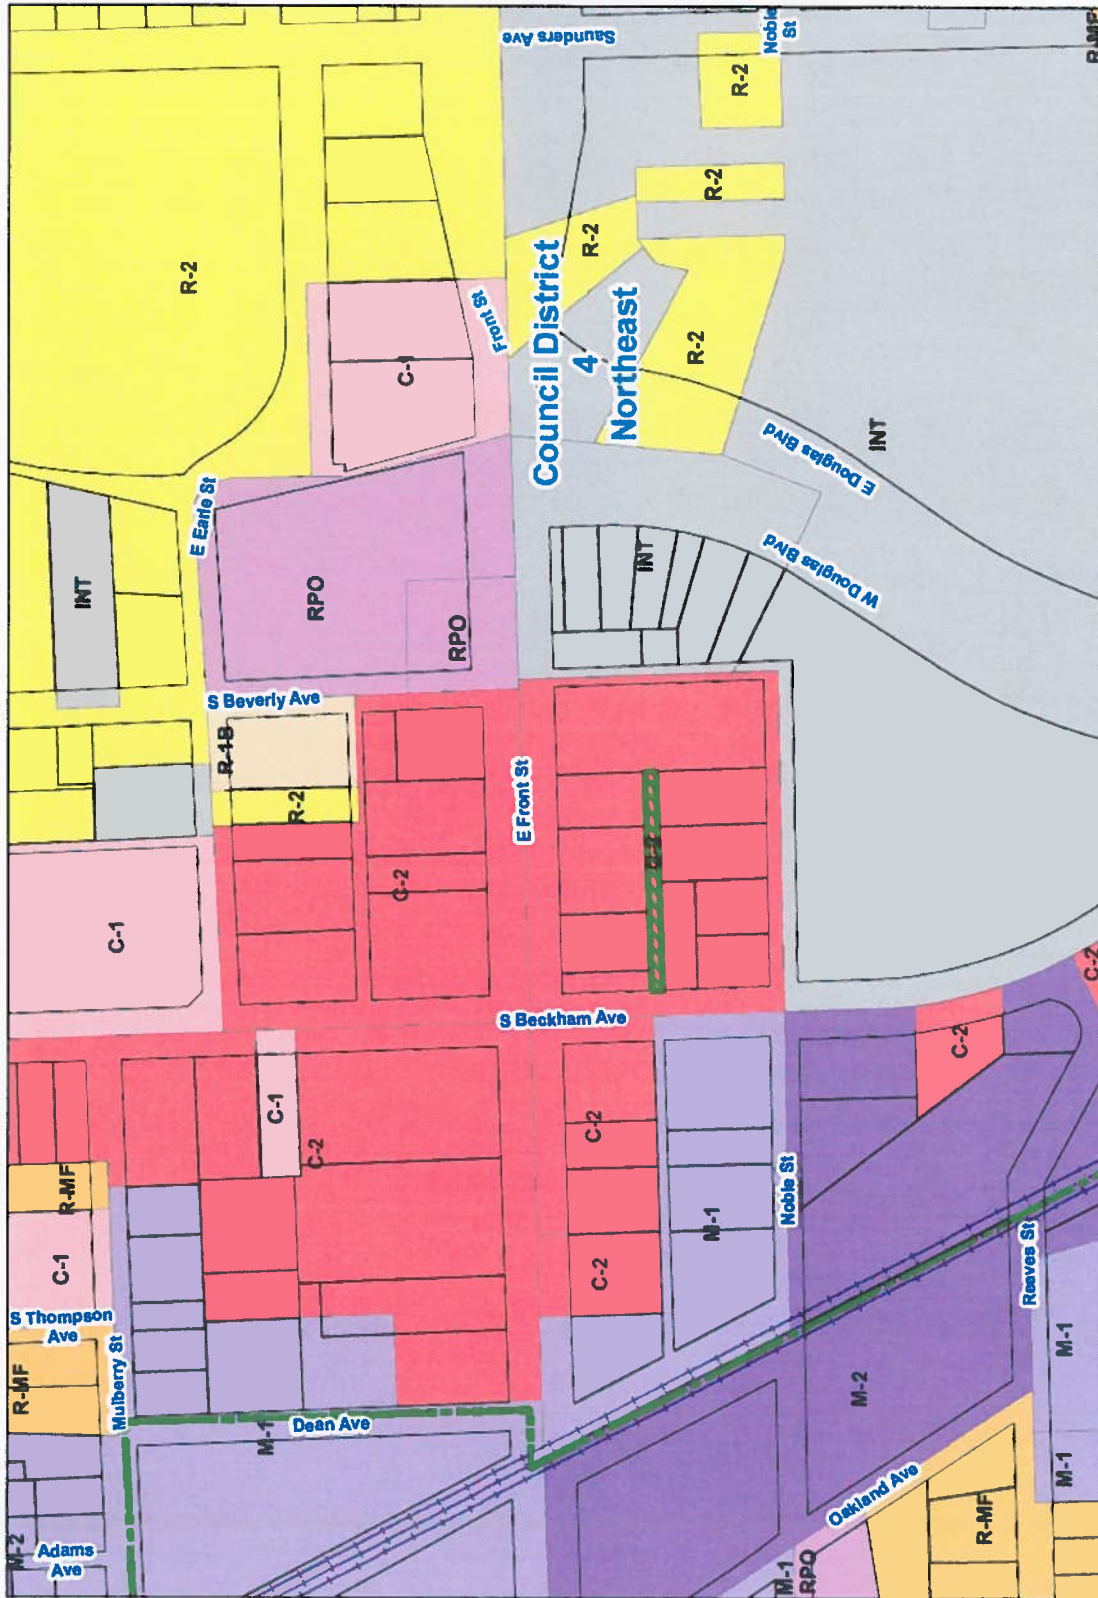 Saunders Ave
Noble
St
R-MF
R-2
R-2
R-2
R-2
R-2
Front St
C-1
Council District
4
Northeast
E Douglas Blvd
INT
W Douglas Blvd
INT
E Earle St
INT
RPO
RPO
S Beverly Ave
R-1B
R-2
E Front St
C-2
C-1
S Beckham Ave
C-2
C-2
C-1
C-2
C-2
C-2
R-MF
C-1
M-1
Noble St
Reeves St
S Thompson
Ave
Mulberry St
R-MF
Dean Ave
M-1
M-2
M-1
M-1
Oakland Ave
R-MF
M-1
RPO
M-2
Adams
Ave